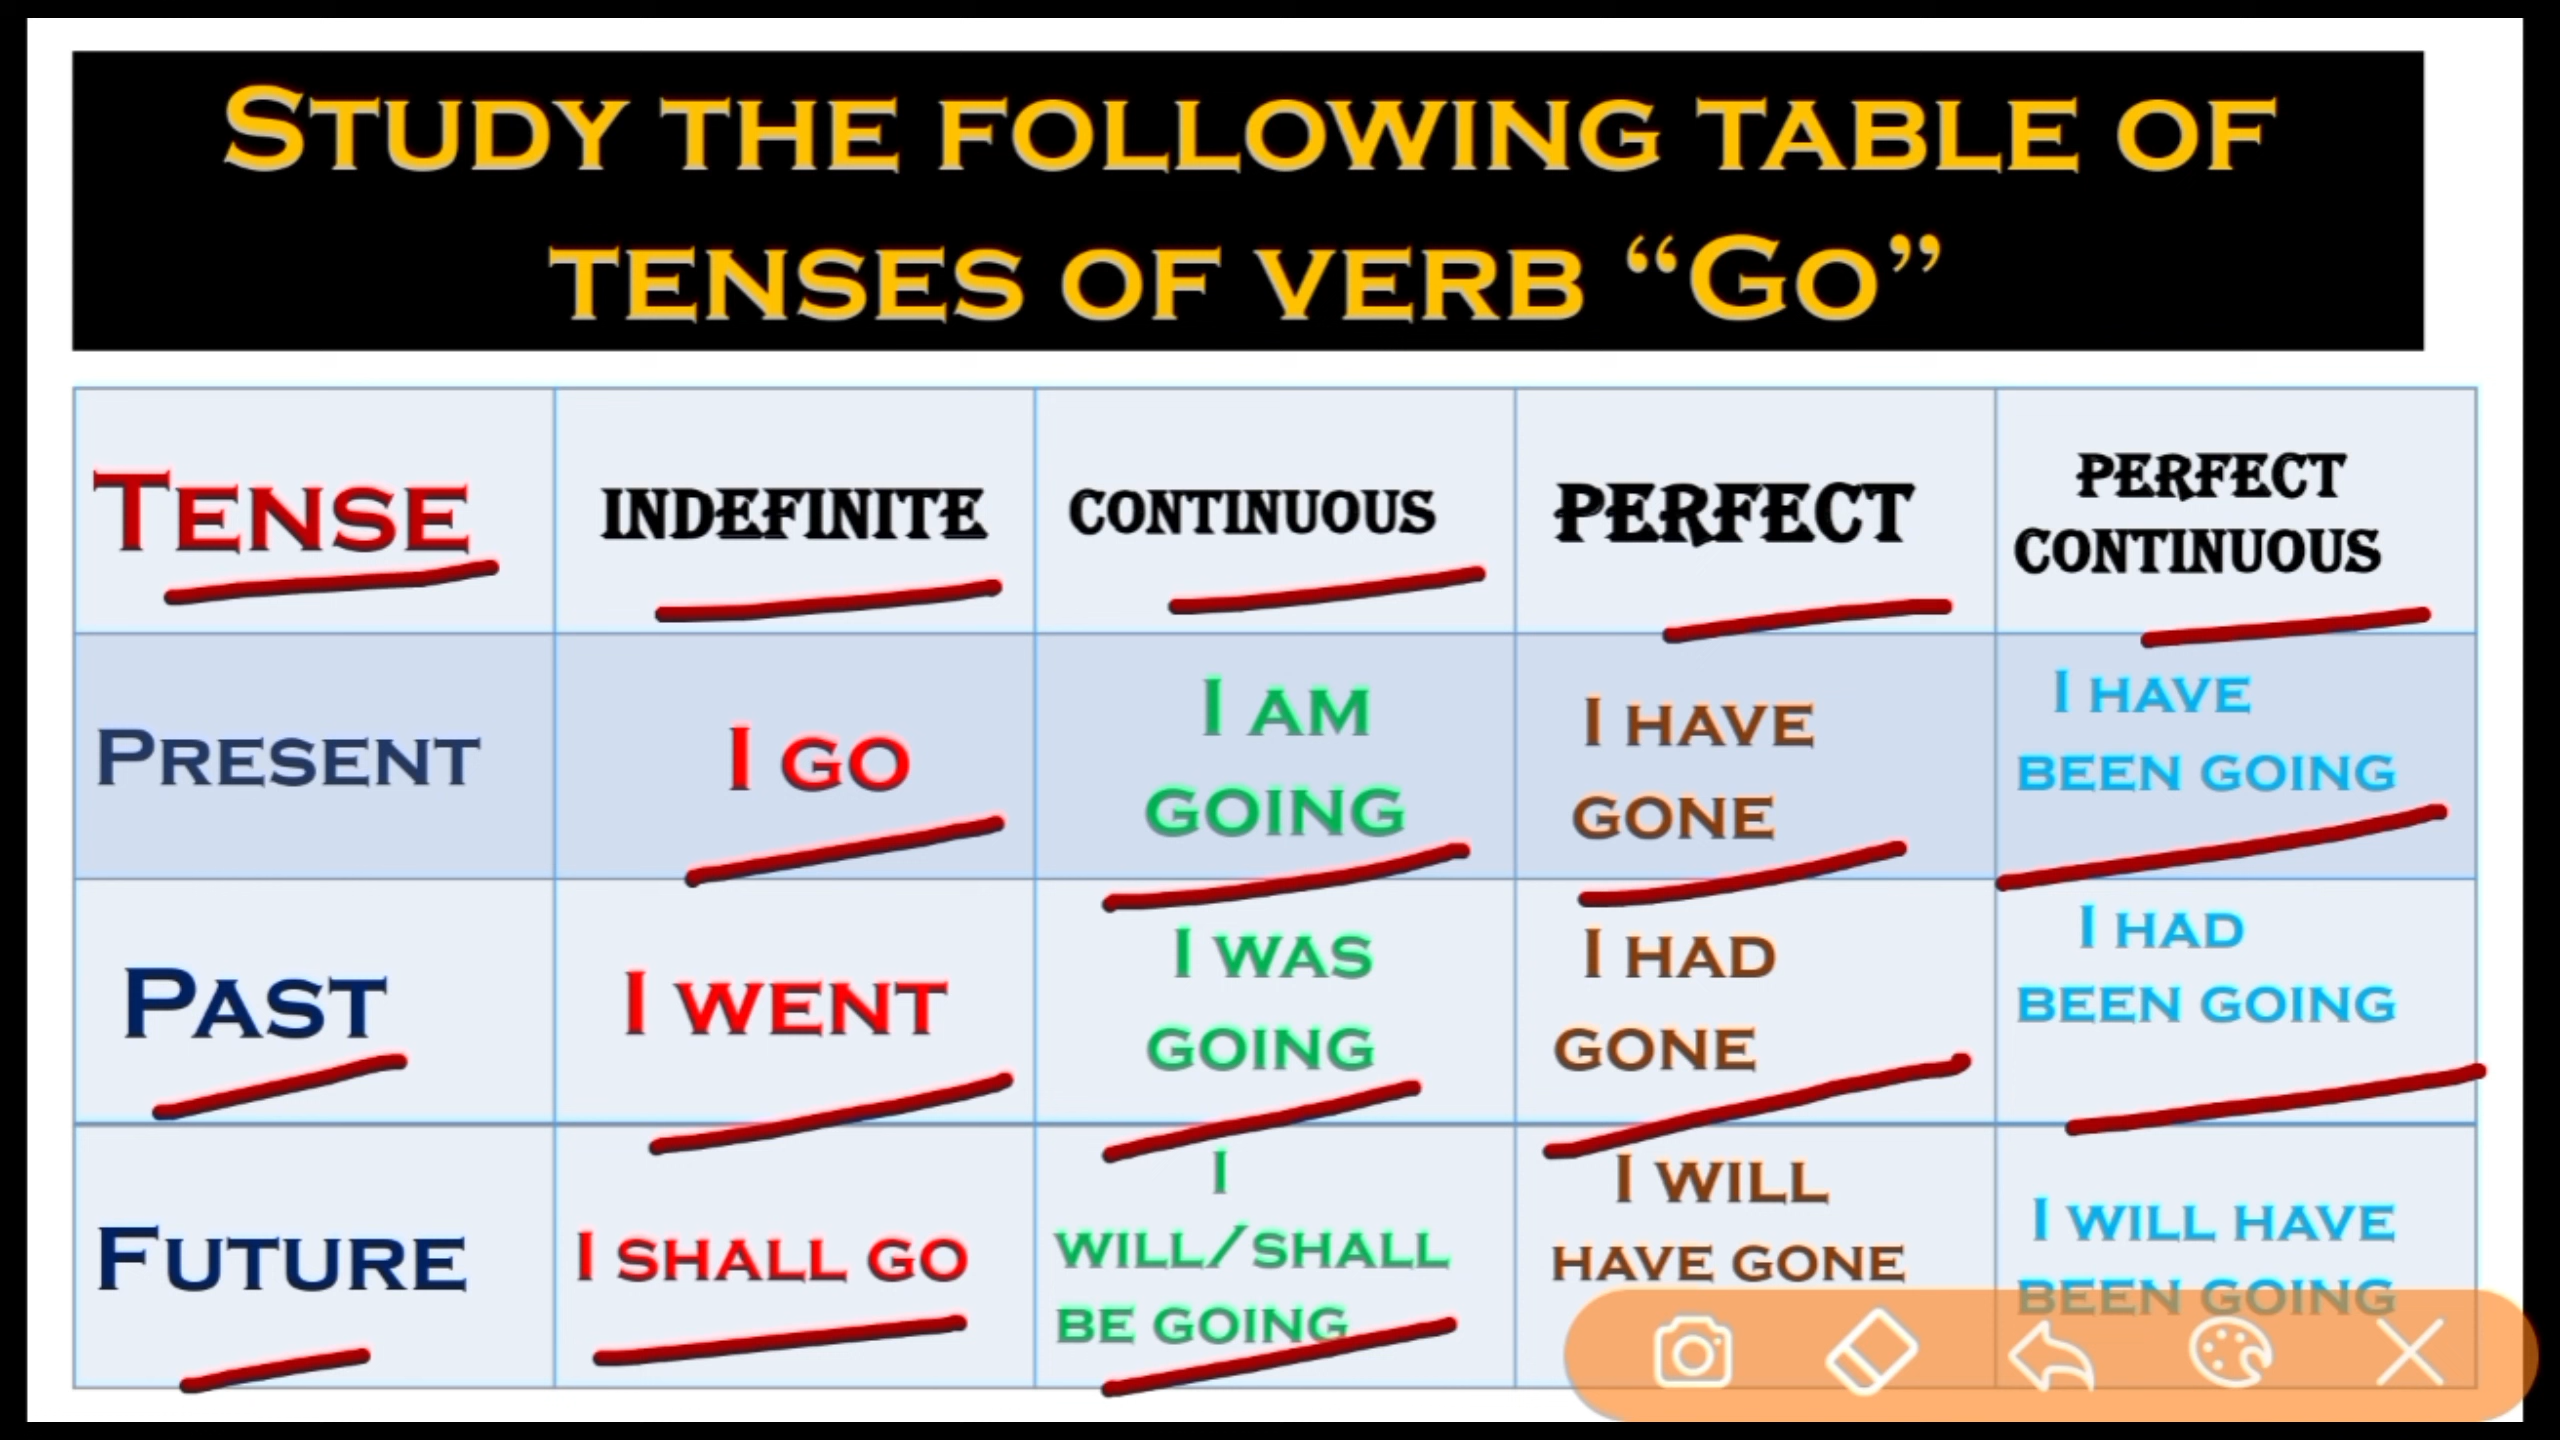 STUDY THE FOLLOWING TABLE OF
TENSES OF VERB “GO”
TENSE
INDEFINITE
CONTINUOUS
PERFECT
PERFECT
CONTINUOUS
PRESENT
I GO
I AM
GOING
I HAVE
GONE
I HAVE
BEEN GOING
PAST
I WENT
I WAS
GOING
I HAD
GONE
I HAD
BEEN GOING
FUTURE
I SHALL GO
I
WILL/SHALL
BE GOING
I WILL
HAVE GONE
I WILL HAVE
BEEN GOING